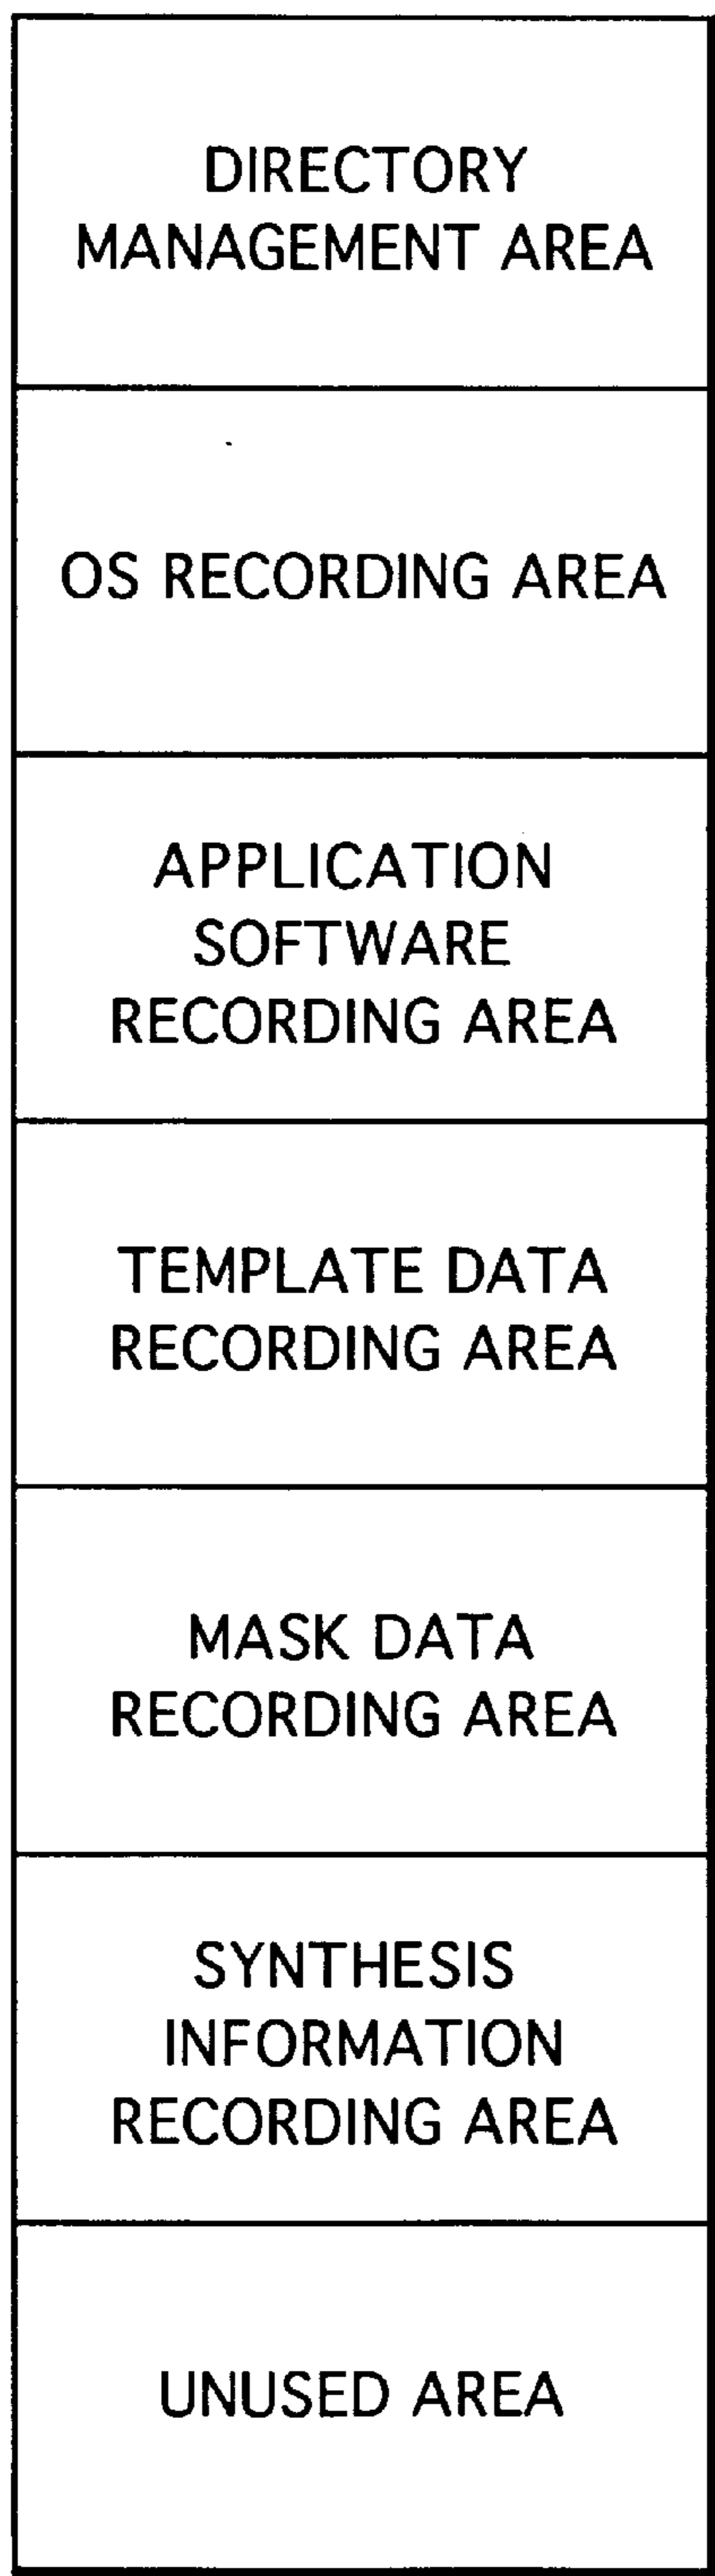 DIRECTORY
MANAGEMENT AREA
OS RECORDING AREA
APPLICATION
SOFTWARE
RECORDING AREA
TEMPLATE DATA
RECORDING AREA
MASK DATA
RECORDING AREA
SYNTHESIS
INFORMATION
RECORDING AREA
UNUSED AREA